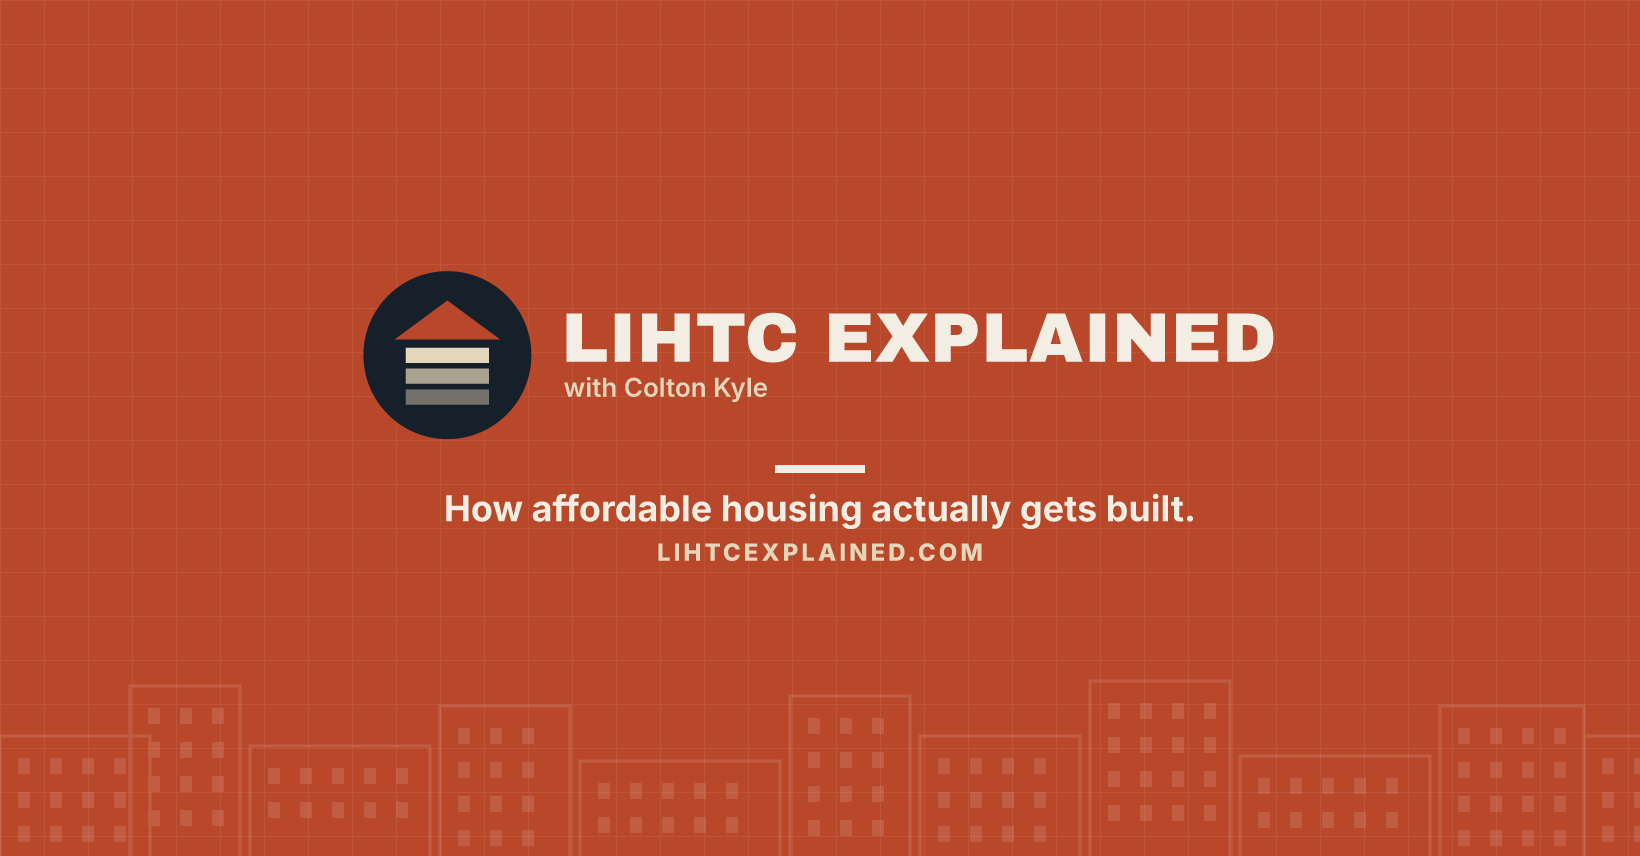 LIHTC EXPLAINED
with Colton Kyle
How affordable housing actually gets built.
LIHTCEXPLAINED.COM